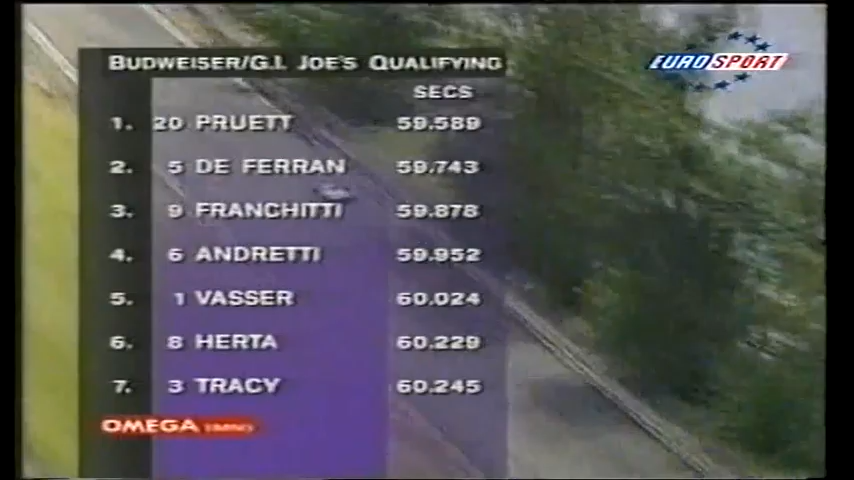 BUDWEISER/G.I. JOE'S QUALIFYING
EUROSPORT
SECS
1. 20 PRUETT 59.589
2. 5 DE FERRAN 59.743
3. 9 FRANCHITTI 59.878
4. 6 ANDRETTI 59.952
5. 1 VASSER 60.024
6. 8 HERTA 60.229
7. 3 TRACY 60.245
OMEGA TIMING